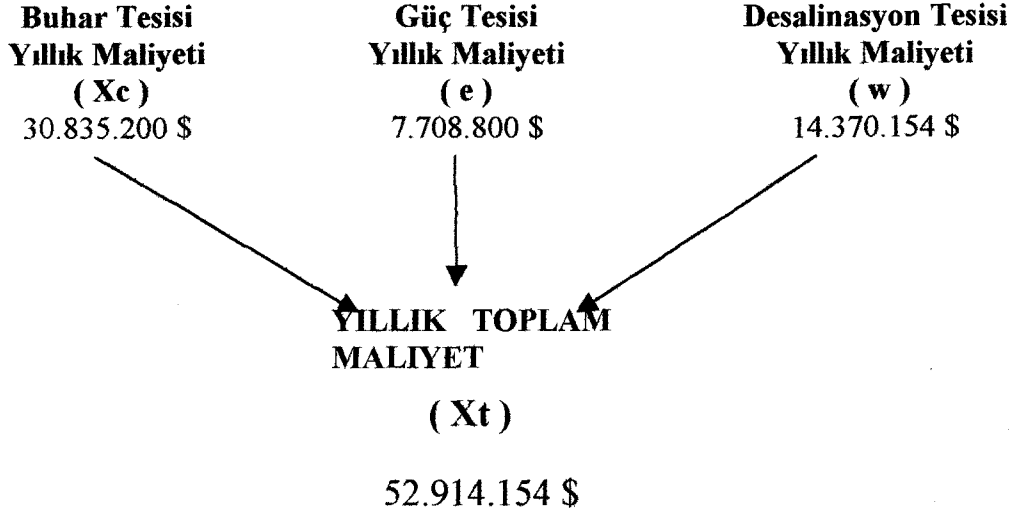 Buhar Tesisi
Yıllık Maliyeti
( Xc )
30.835.200 $
Güç Tesisi
Yıllık Maliyeti
( e )
7.708.800 $
Desalinasyon Tesisi
Yıllık Maliyeti
( w )
14.370.154 $
YILLIK TOPLAM
MALIYET
( Xt )
52.914.154 $